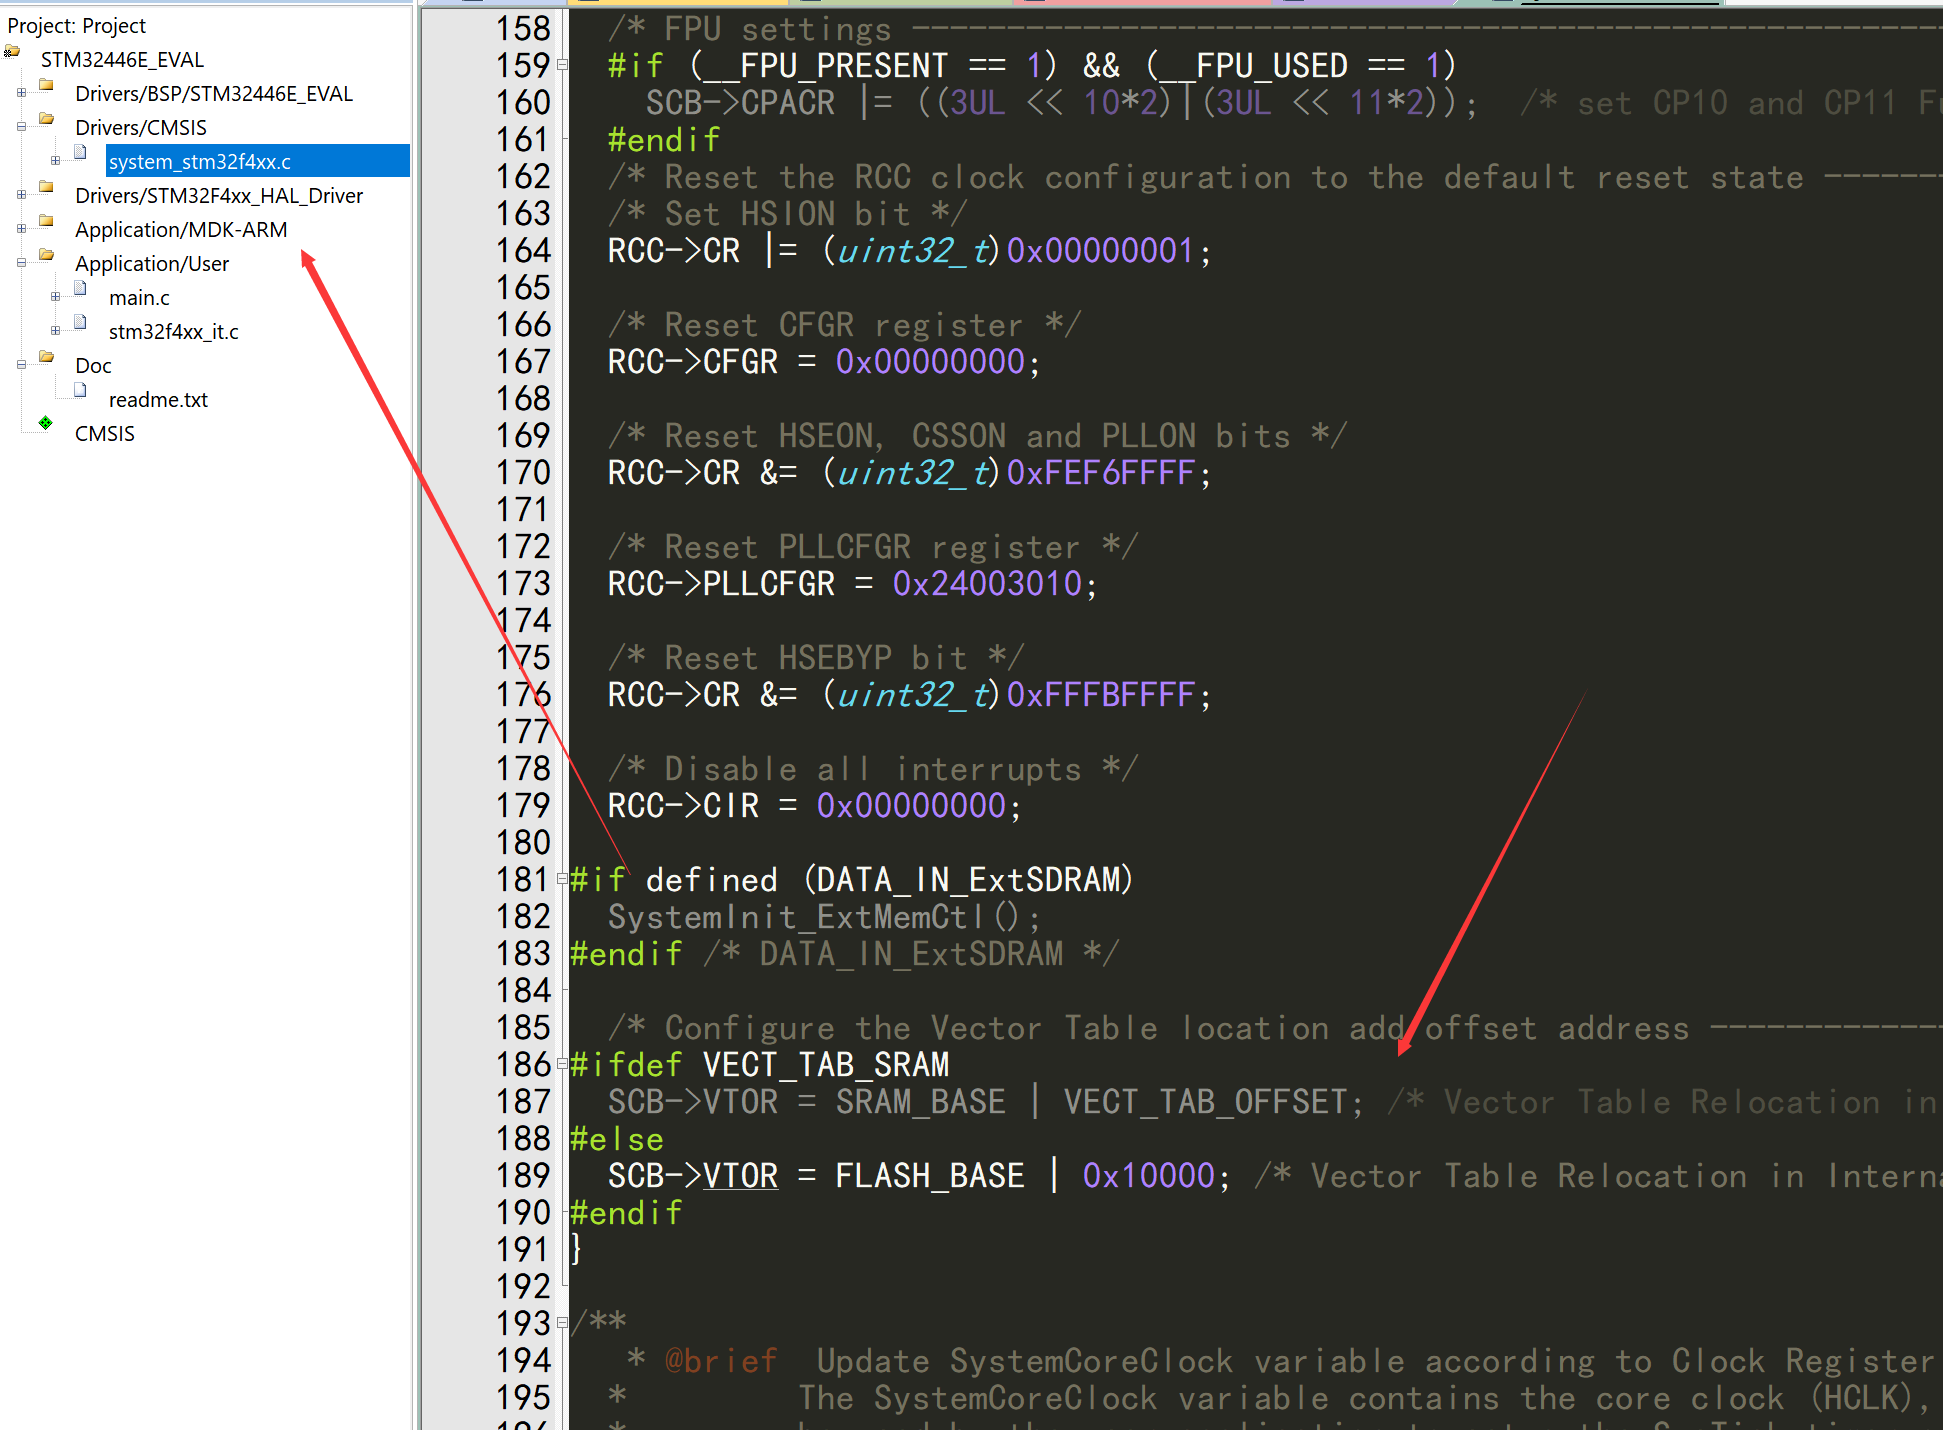 Project: Project
STM32446E_EVAL
Drivers/BSP/STM32446E_EVAL
Drivers/CMSIS
system_stm32f4xx.c
Drivers/STM32F4xx_HAL_Driver
Application/MDK-ARM
Application/User
main.c
stm32f4xx_it.c
Doc
readme.txt
CMSIS
158 /* FPU settings ------------------------------------------------------
159 #if (__FPU_PRESENT == 1) && (__FPU_USED == 1)
160 SCB->CPACR |= ((3UL << 10*2)|(3UL << 11*2)); /* set CP10 and CP11
161 #endif
162 /* Reset the RCC clock configuration to the default reset state ------
163 /* Set HSION bit */
164 RCC->CR |= (uint32_t)0x00000001;
165
166 /* Reset CFGR register */
167 RCC->CFGR = 0x00000000;
168
169 /* Reset HSEON, CSSON and PLLON bits */
170 RCC->CR &= (uint32_t)0xFEF6FFFF;
171
172 /* Reset PLLCFGR register */
173 RCC->PLLCFGR = 0x24003010;
174
175 /* Reset HSEBYP bit */
176 RCC->CR &= (uint32_t)0xFFFBFFFF;
177
178 /* Disable all interrupts */
179 RCC->CIR = 0x00000000;
180
181 #if defined (DATA_IN_ExtSDRAM)
182 SystemInit_ExtMemCtl();
183 #endif /* DATA_IN_ExtSDRAM */
184
185 /* Configure the Vector Table location add offset address ------------
186 #ifdef VECT_TAB_SRAM
187 SCB->VTOR = SRAM_BASE | VECT_TAB_OFFSET; /* Vector Table Relocation in
188 #else
189 SCB->VTOR = FLASH_BASE | 0x10000; /* Vector Table Relocation in Interna
190 #endif
191 }
192
193 /**
194 * @brief Update SystemCoreClock variable according to Clock Register
195 * The SystemCoreClock variable contains the core clock (HCLK),